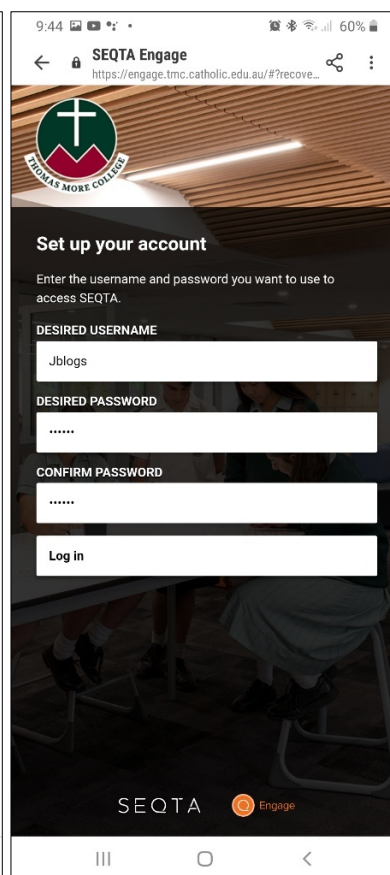 9:44 60%
SEQTA Engage
https://engage.tmc.catholic.edu.au/#?recove...
THOMAS MORE COLLEGE
Set up your account
Enter the username and password you want to use to
access SEQTA.
DESIRED USERNAME
Jblogs
DESIRED PASSWORD
••••••
CONFIRM PASSWORD
••••••
Log in
SEQTA Engage